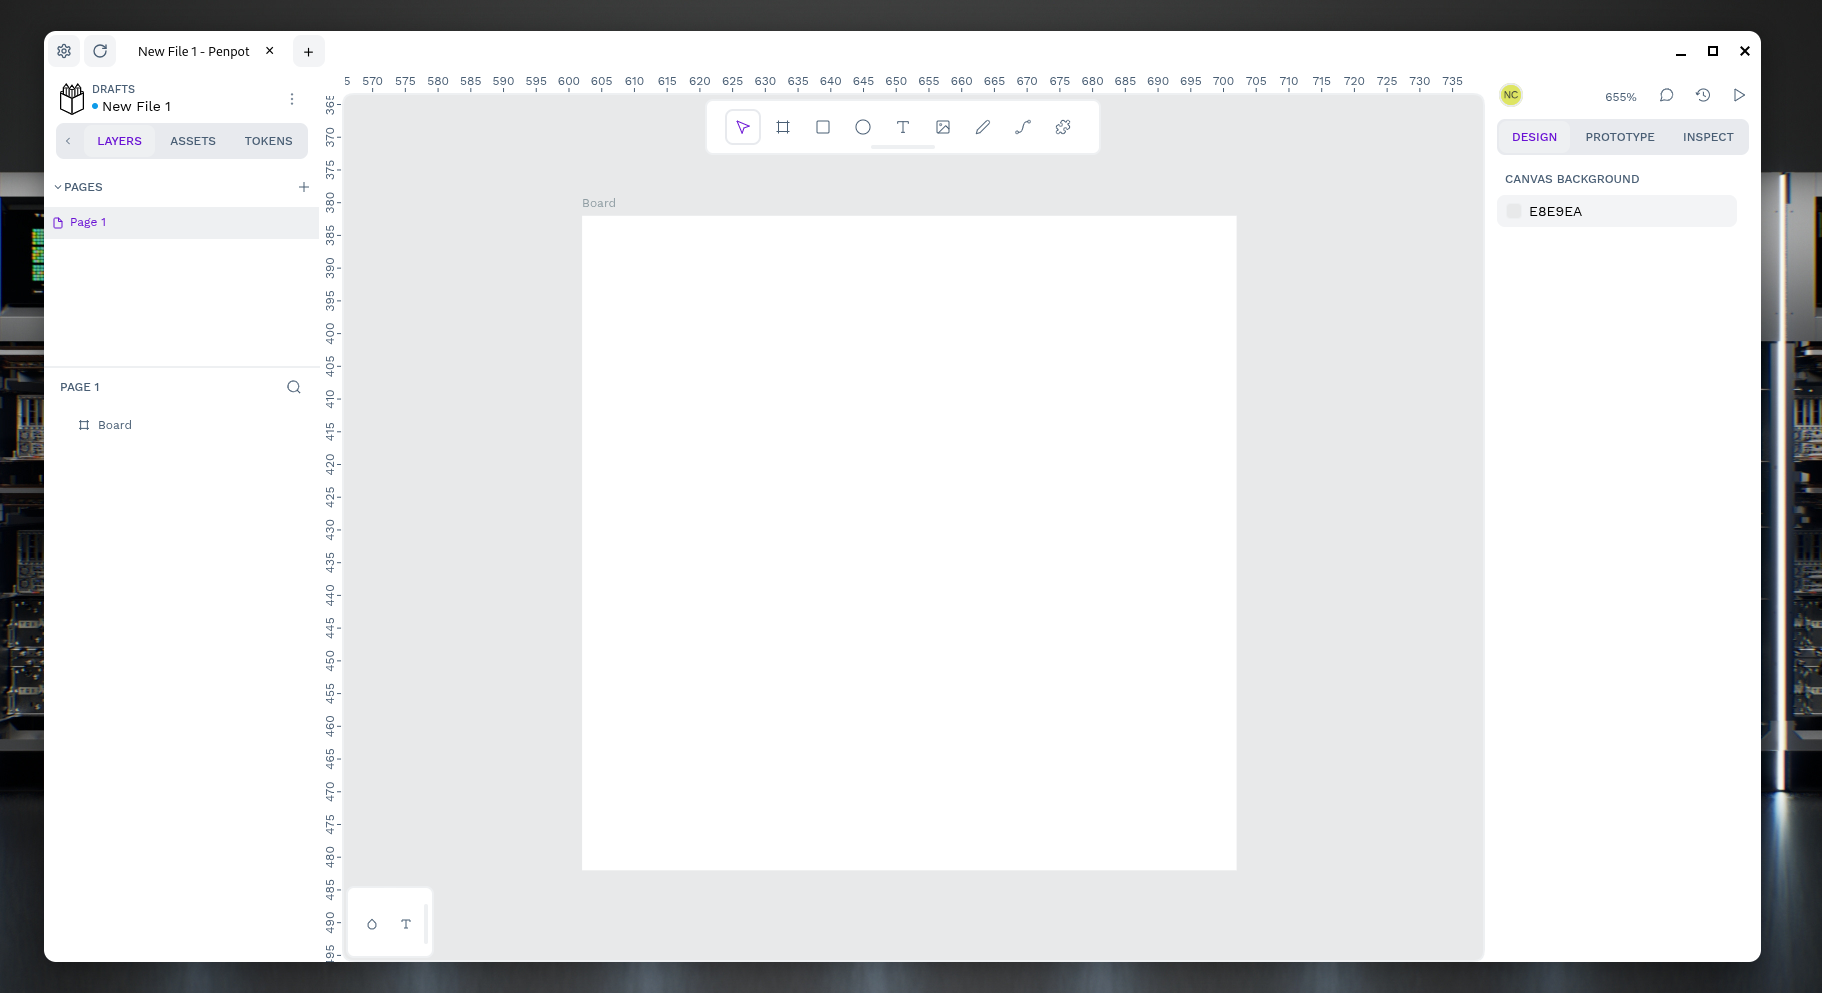 New File 1 - Penpot
5 570 575 580 585 590 595 600 605 610 615 620 625 630 635 640 645 650 655 660 665 670 675 680 685 690 695 700 705 710 715 720 725 730 735
DRAFTS
New File 1
NC
655%
LAYERS ASSETS TOKENS
DESIGN PROTOTYPE INSPECT
PAGES
CANVAS BACKGROUND
Page 1
E8E9EA
Board
PAGE 1
Board
365
370
375
380
385
390
395
400
405
410
415
420
425
430
435
440
445
450
455
460
465
470
475
480
485
490
495